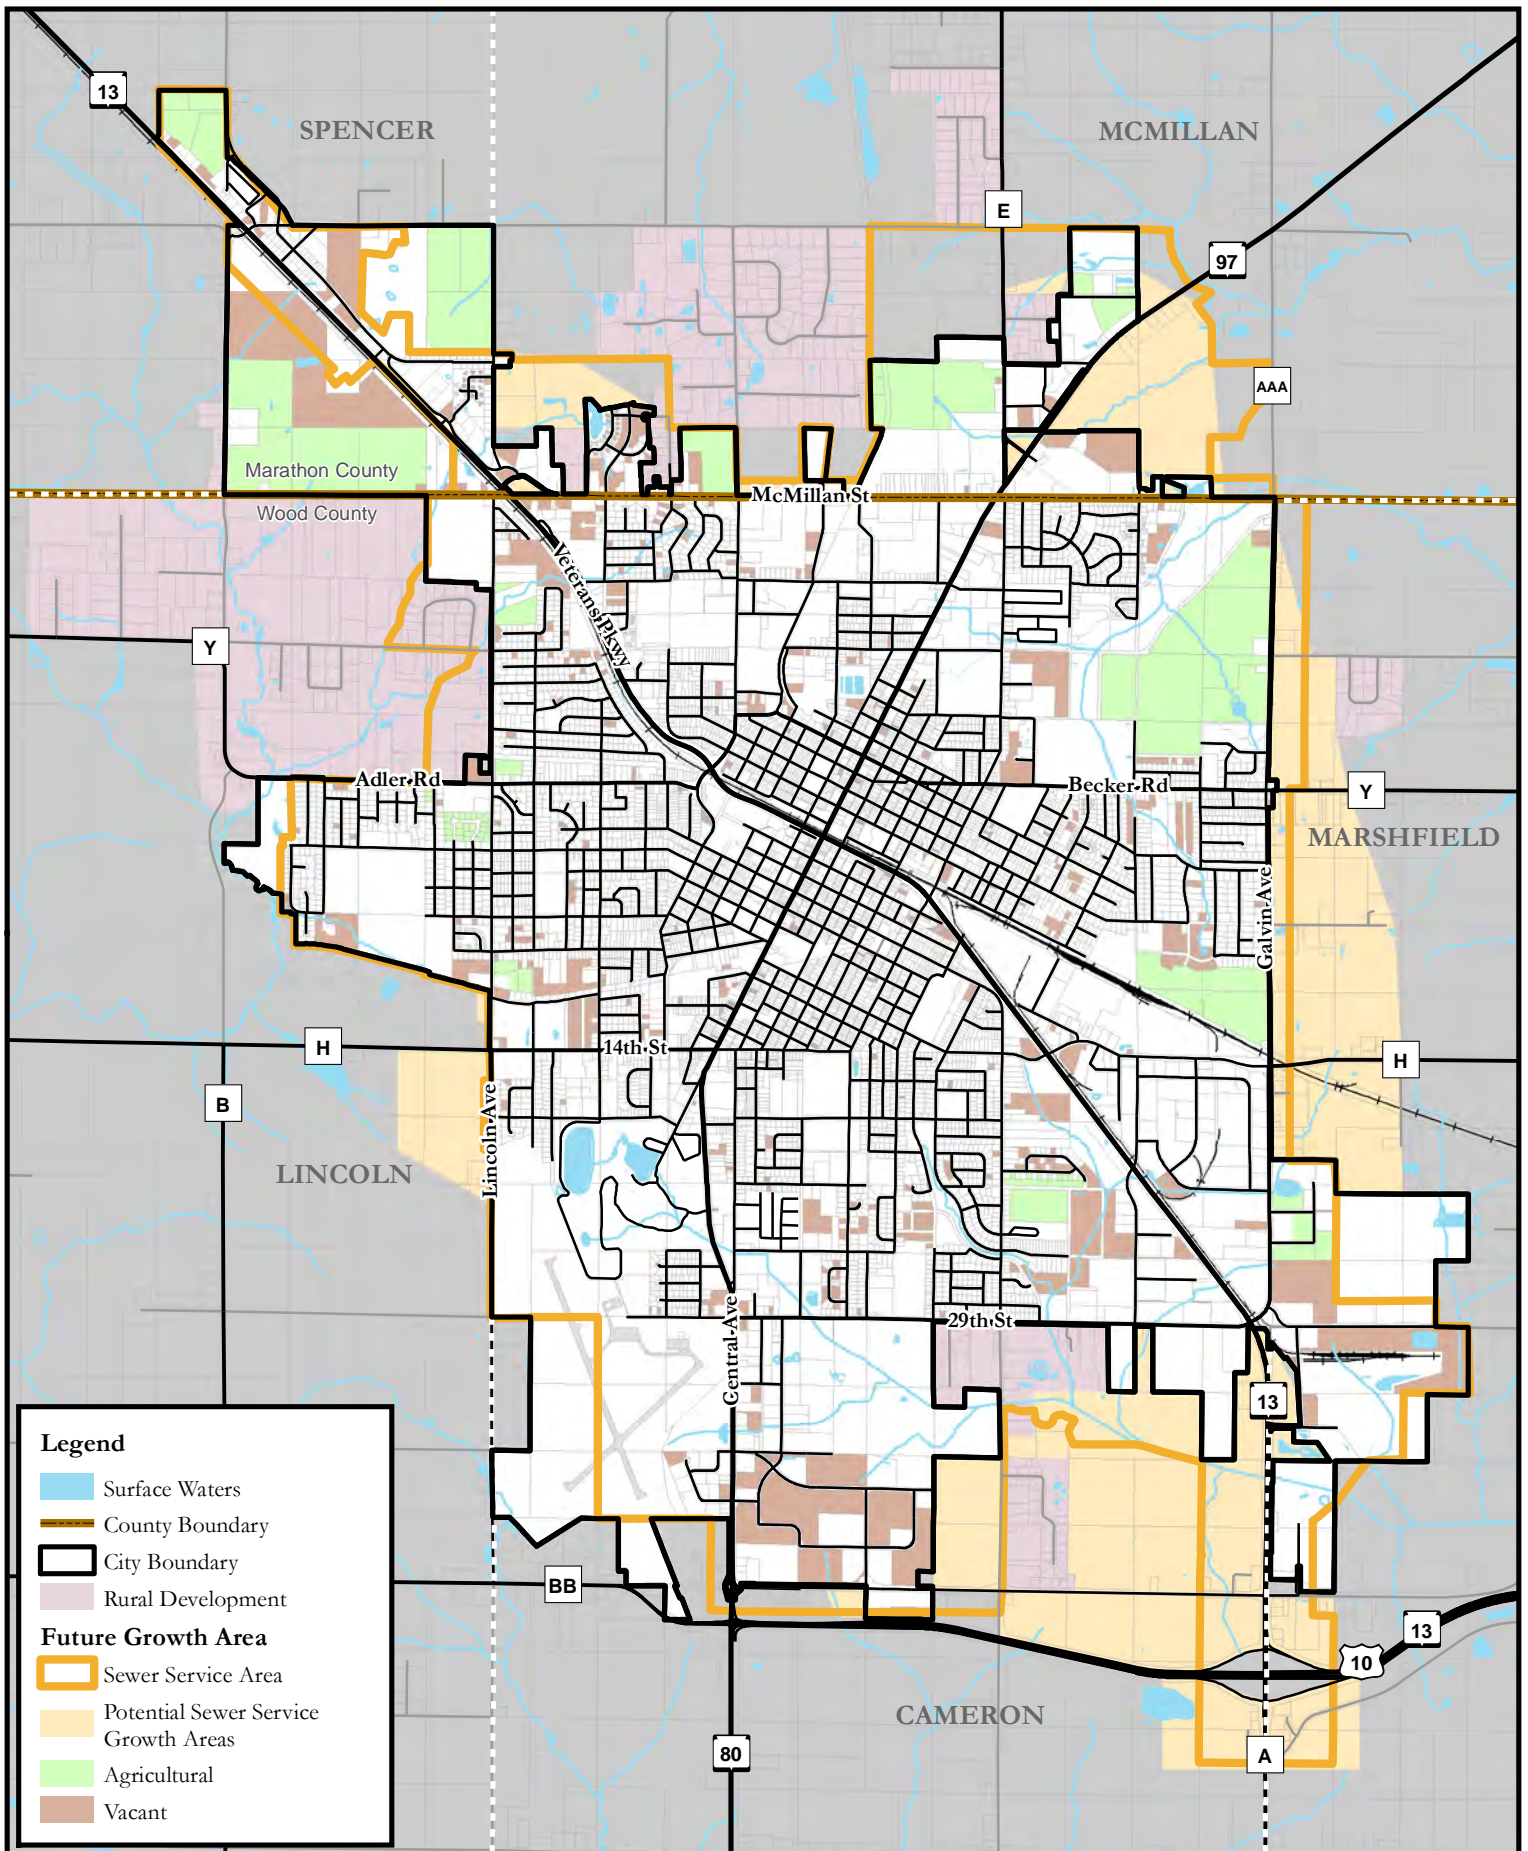 13
SPENCER
MCMILLAN
E
97
AAA
Marathon County
McMillan St
Wood County
Veterans Pkwy
Y
Adler Rd
Becker Rd
Y
MARSHFIELD
Galvin Ave
14th St
H
H
B
Lincoln Ave
LINCOLN
Central Ave
29th St
13
Legend
Surface Waters
County Boundary
City Boundary
Rural Development
Future Growth Area
Sewer Service Area
Potential Sewer Service
Growth Areas
Agricultural
Vacant
BB
13
10
CAMERON
80
A